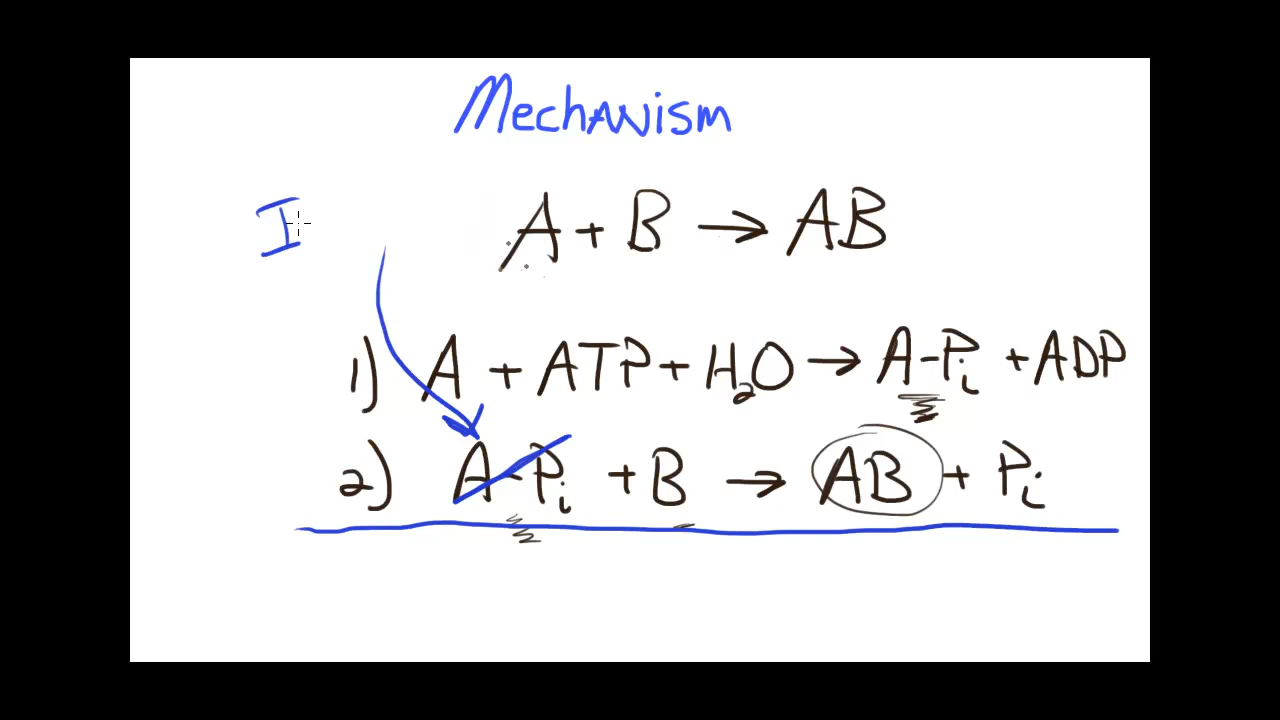 Mechanism
I A + B → AB
1) A + ATP + H₂O → A-Pi + ADP
2) A-Pi + B → AB + Pi